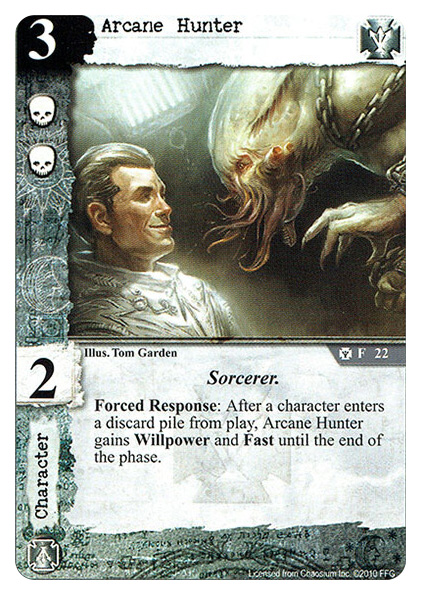 3
Arcane Hunter
Illus. Tom Garden
F 22
2
Character
Sorcerer.
Forced Response: After a character enters
a discard pile from play, Arcane Hunter
gains Willpower and Fast until the end of
the phase.
Licensed from Chaosium Inc. ©2010 FFG